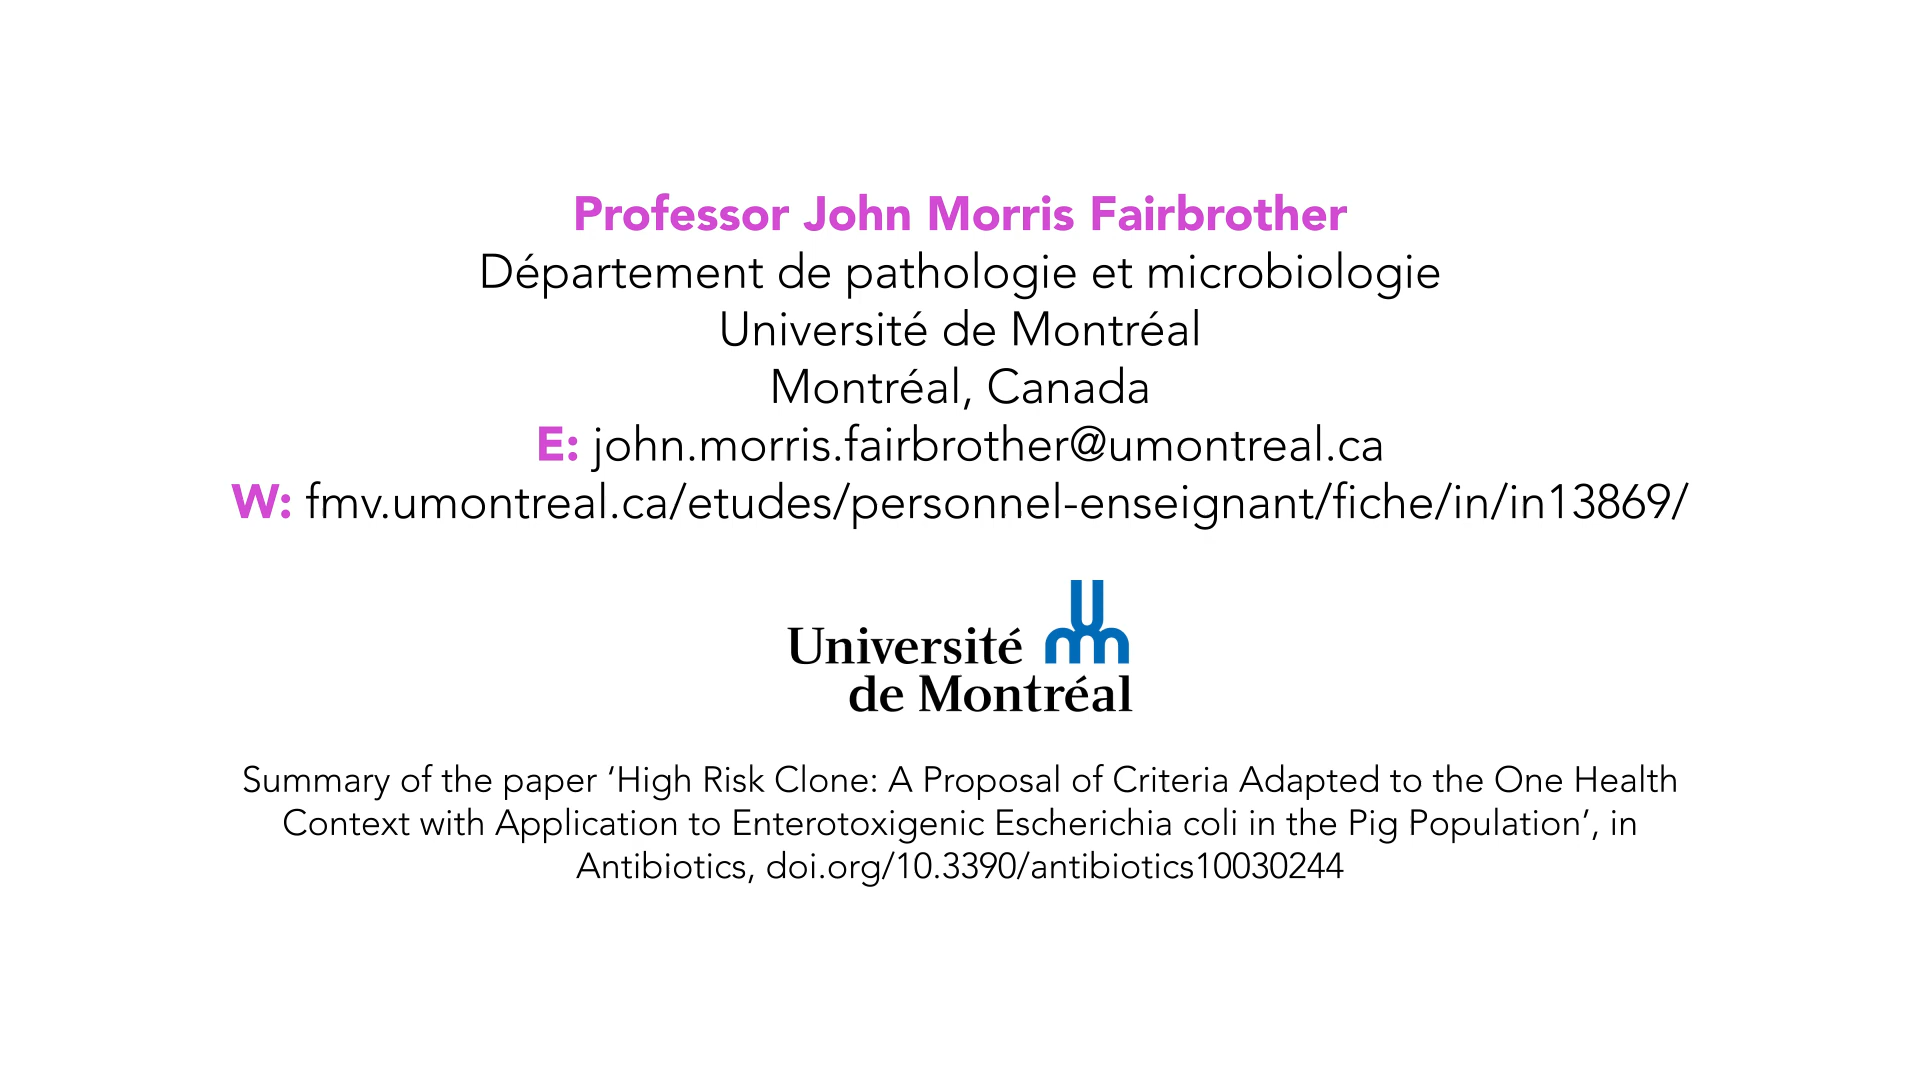 Professor John Morris Fairbrother
Département de pathologie et microbiologie
Université de Montréal
Montréal, Canada
E: john.morris.fairbrother@umontreal.ca
W: fmv.umontreal.ca/etudes/personnel-enseignant/fiche/in/in13869/
Université
de Montréal
Summary of the paper ‘High Risk Clone: A Proposal of Criteria Adapted to the One Health
Context with Application to Enterotoxigenic Escherichia coli in the Pig Population’, in
Antibiotics, doi.org/10.3390/antibiotics10030244